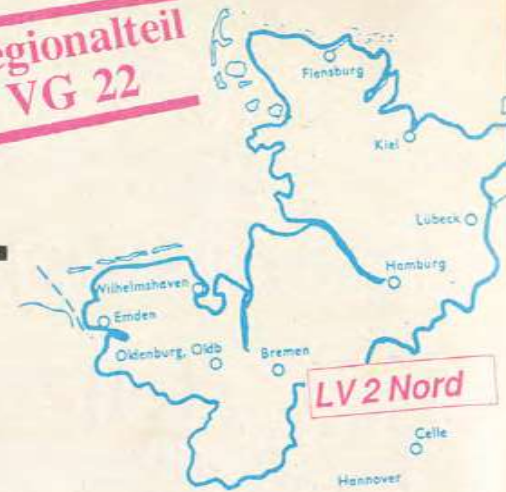 egionalteil
VG 22
Flensburg
Kiel
Lübeck
Hamburg
Wilhelmshaven
Emden
Oldenburg, Oldb
Bremen
LV 2 Nord
Celle
Hannover